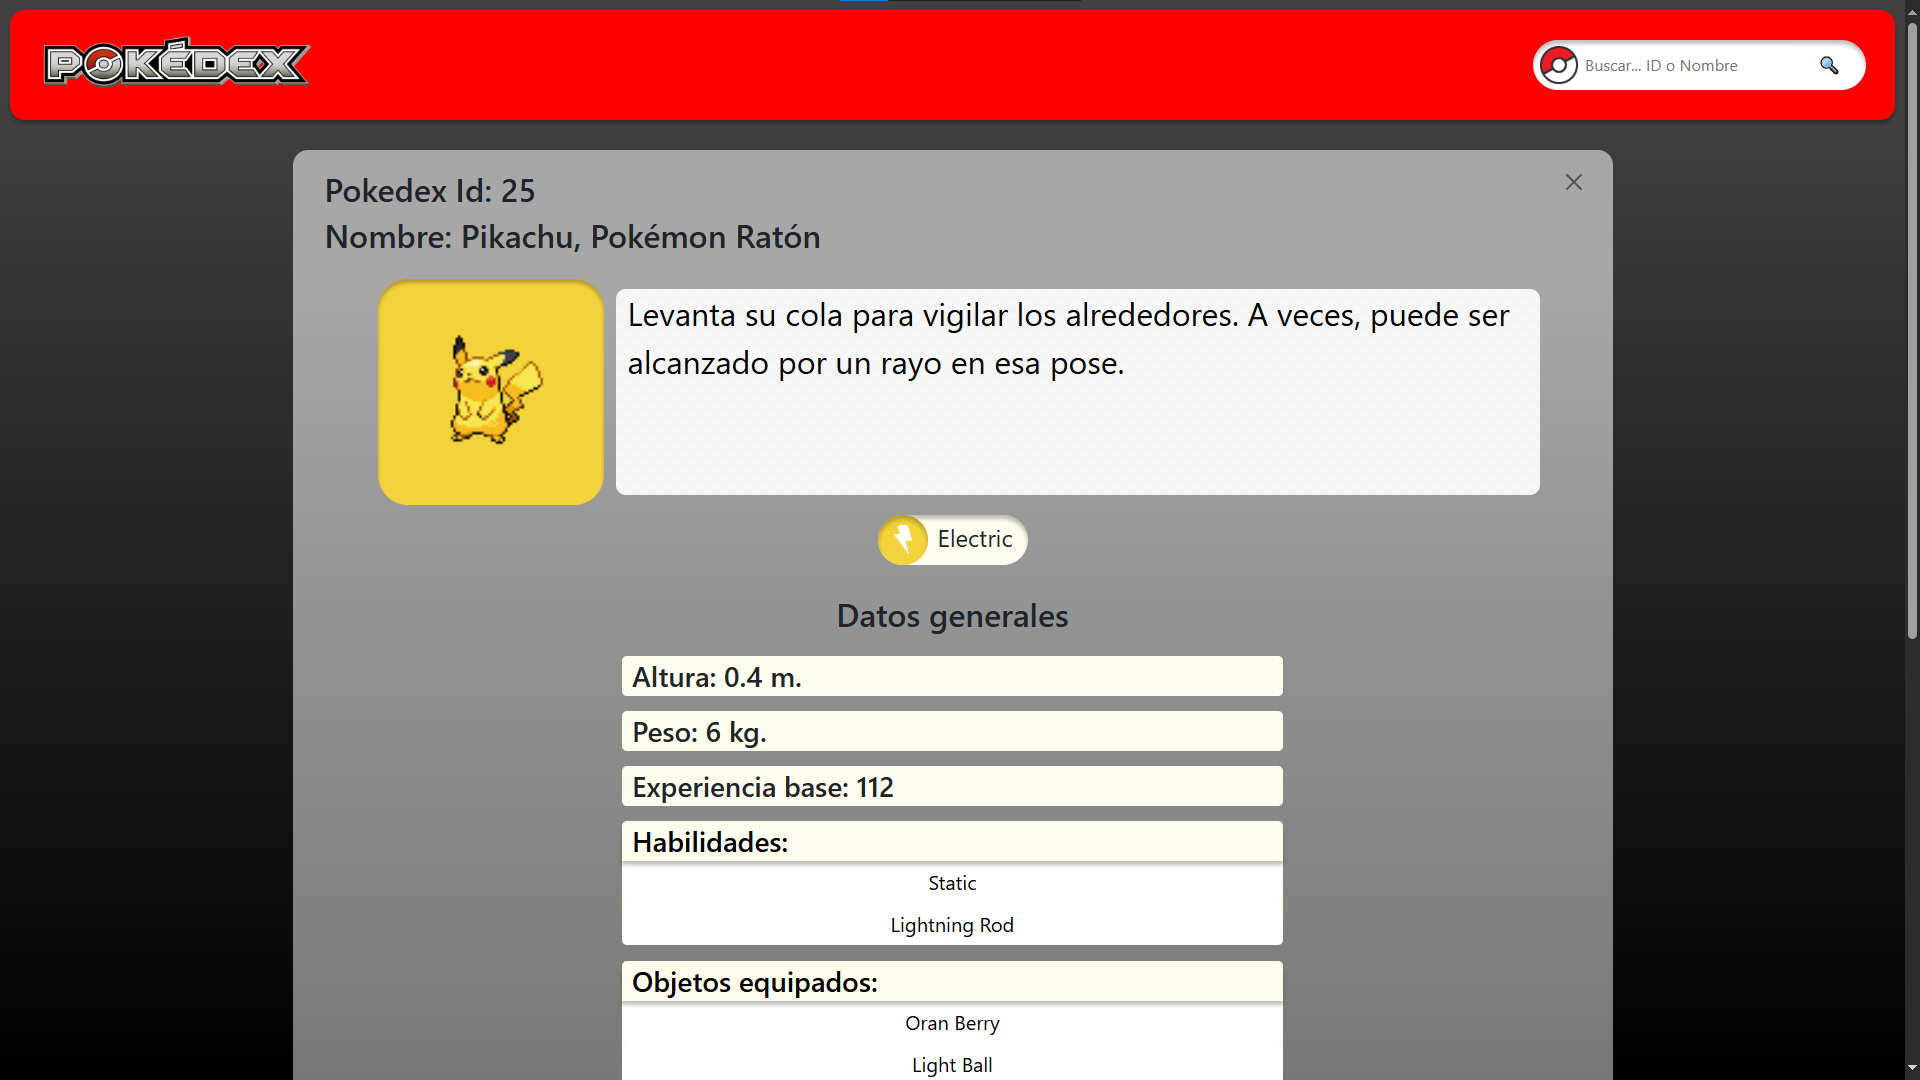 POKÉDEX
Buscar... ID o Nombre
Pokedex Id: 25
Nombre: Pikachu, Pokémon Ratón
Levanta su cola para vigilar los alrededores. A veces, puede ser
alcanzado por un rayo en esa pose.
Electric
Datos generales
Altura: 0.4 m.
Peso: 6 kg.
Experiencia base: 112
Habilidades:
Static
Lightning Rod
Objetos equipados:
Oran Berry
Light Ball